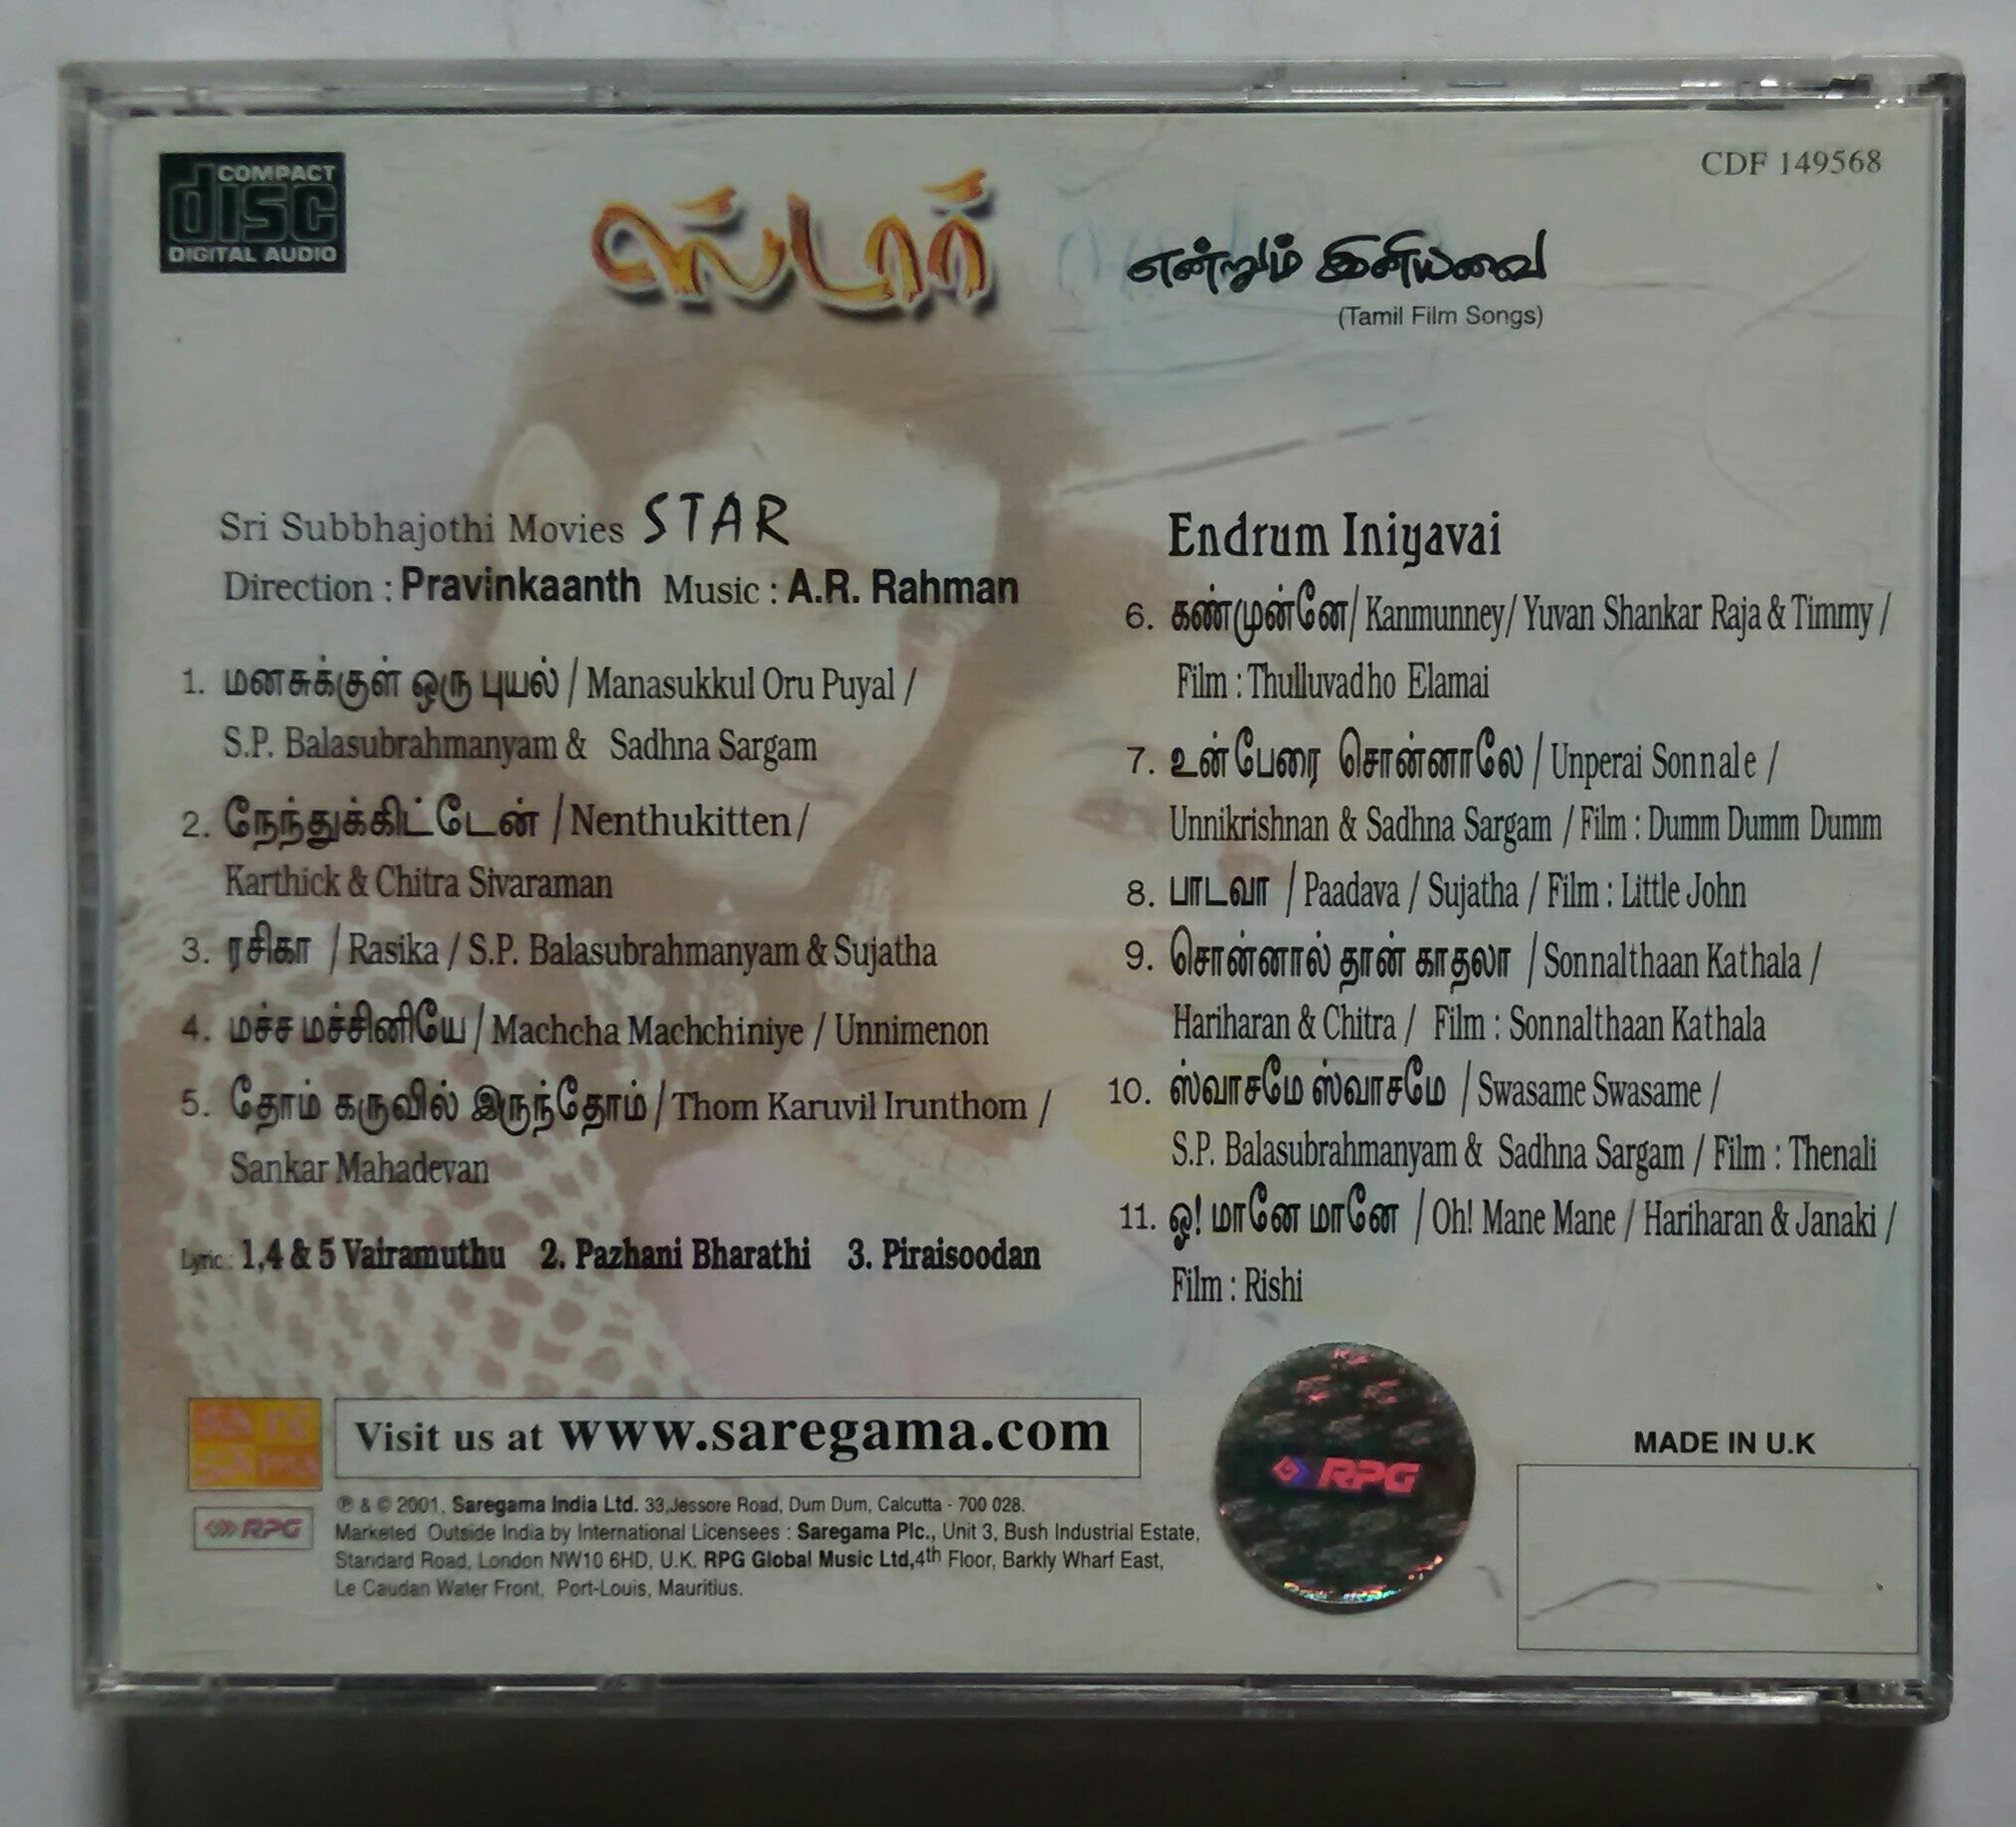 COMPACT
disc
DIGITAL AUDIO
CDF 149568
ஸ்டார்
என்றும் இனியவை
(Tamil Film Songs)
Sri Subbhajothi Movies STAR
Direction : Pravinkaanth Music : A.R. Rahman
1. மனசுக்குள் ஒரு புயல் / Manasukkul Oru Puyal /
S.P. Balasubrahmanyam & Sadhna Sargam
2. நேந்துக்கிட்டேன் / Nenthukitten /
Karthick & Chitra Sivaraman
3. ரசிகா / Rasika / S.P. Balasubrahmanyam & Sujatha
4. மச்ச மச்சினியே / Machcha Machchiniye / Unnimenon
5. தோம் கருவில் இருந்தோம் / Thom Karuvil Irunthom /
Sankar Mahadevan
Lyric : 1,4 & 5 Vairamuthu 2. Pazhani Bharathi 3. Piraisoodan
Endrum Iniyavai
6. கண்முன்னே / Kanmunney / Yuvan Shankar Raja & Timmy /
Film : Thulluvadho Elamai
7. உன் பேரை சொன்னாலே / Unperai Sonnale /
Unnikrishnan & Sadhna Sargam / Film : Dumm Dumm Dumm
8. பாடவா / Paadava / Sujatha / Film : Little John
9. சொன்னால் தான் காதலா / Sonnalthaan Kathala /
Hariharan & Chitra / Film : Sonnalthaan Kathala
10. ஸ்வாசமே ஸ்வாசமே / Swasame Swasame /
S.P. Balasubrahmanyam & Sadhna Sargam / Film : Thenali
11. ஓ! மானே மானே / Oh! Mane Mane / Hariharan & Janaki /
Film : Rishi
Sa re
ga ma
RPG
Visit us at www.saregama.com
℗ & © 2001, Saregama India Ltd. 33,Jessore Road, Dum Dum, Calcutta - 700 028.
Marketed Outside India by International Licensees : Saregama Plc., Unit 3, Bush Industrial Estate,
Standard Road, London NW10 6HD, U.K. RPG Global Music Ltd,4th Floor, Barkly Wharf East,
Le Caudan Water Front, Port-Louis, Mauritius.
RPG
MADE IN U.K